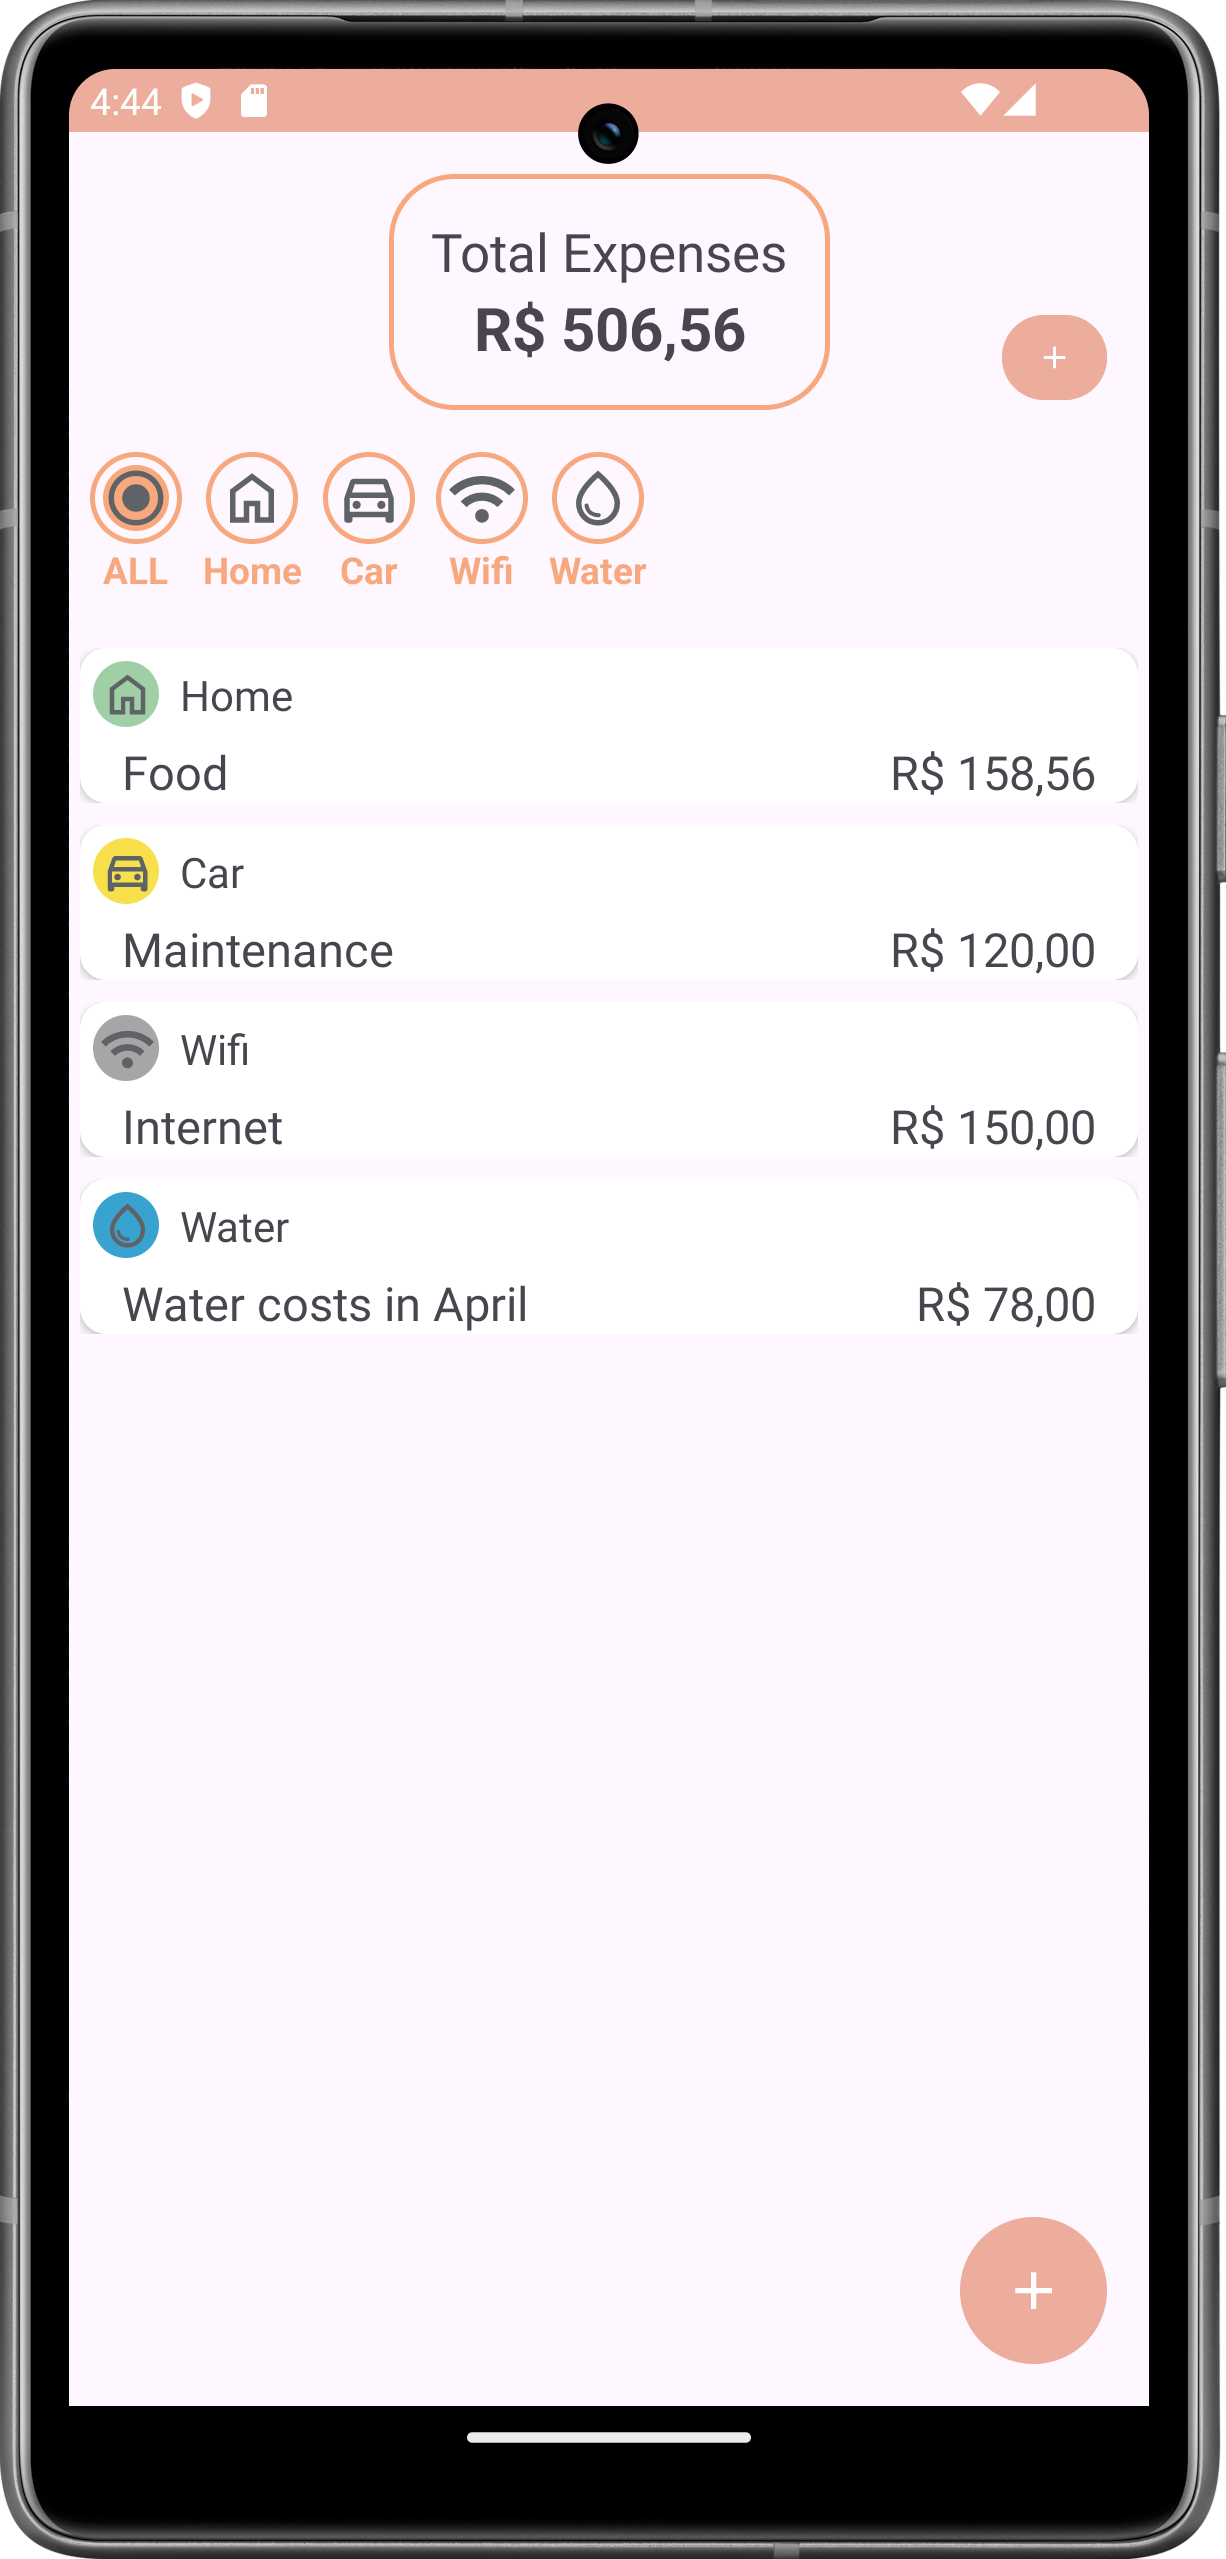 4:44
Total Expenses
R$ 506,56
+
ALL Home Car Wifi Water
Home
Food R$ 158,56
Car
Maintenance R$ 120,00
Wifi
Internet R$ 150,00
Water
Water costs in April R$ 78,00
+